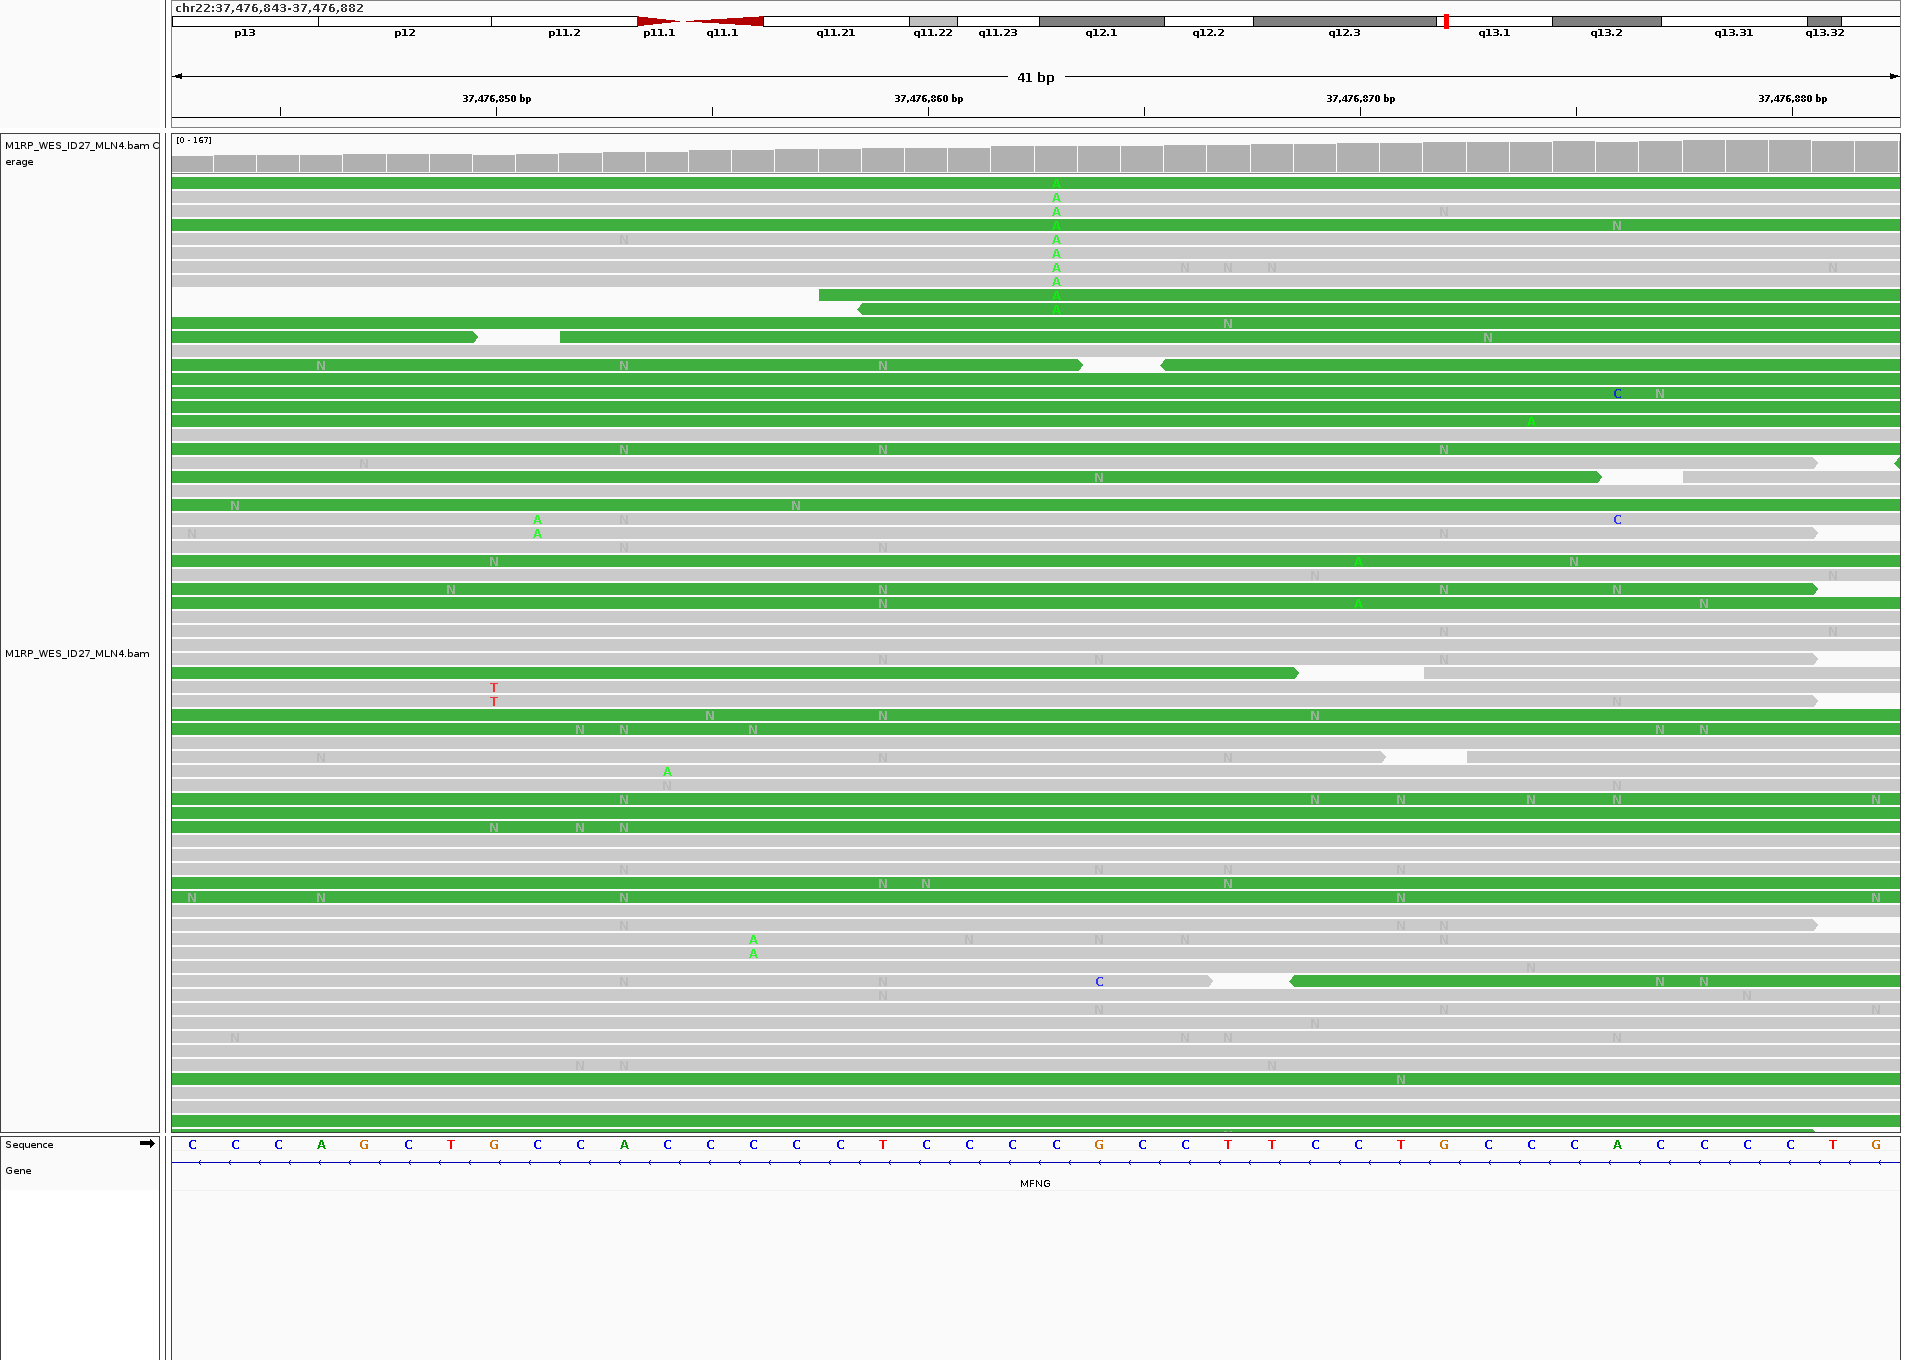 chr22:37,476,843-37,476,882
p13 p12 p11.2 p11.1 q11.1 q11.21 q11.22 q11.23 q12.1 q12.2 q12.3 q13.1 q13.2 q13.31 q13.32
41 bp
37,476,850 bp 37,476,860 bp 37,476,870 bp 37,476,880 bp
M1RP_WES_ID27_MLN4.bam C
erage
[0 - 167]
A
A
A N
A N
N A
A
A N N N N
A
A
A
N
N
N N N
C N
A
N N N
N
N
N N
A N C
N A N
N N
N A N
N N
N N N N
N A N
N N
M1RP_WES_ID27_MLN4.bam
N N N
T
T N
N N N
N N N N N
N N N
A
N N
N N N N N
N N N
N N N N
N N N
N N N N N
N N N
A N N N N
A
N
N N C N N
N N
N N N
N
N N N N
N N N
N
Sequence
C C C A G C T G C C A C C C C C T C C C C G C C T T C C T G C C C A C C C C T G
Gene
MFNG